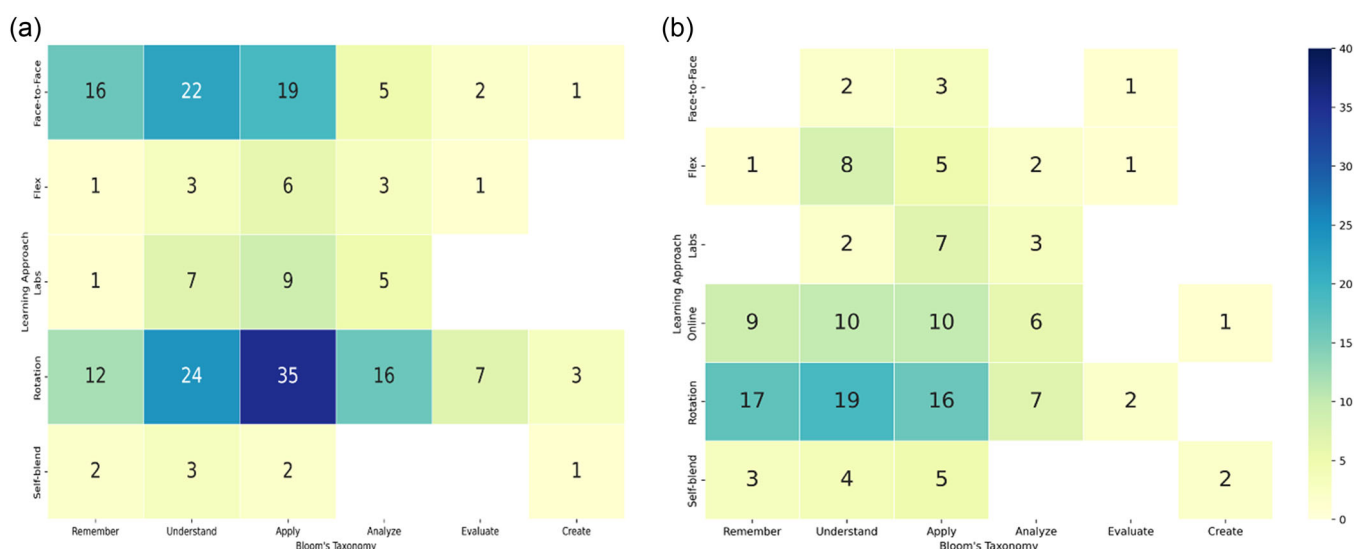 (a)
Face-to-Face 16 22 19 5 2 1
Flex 1 3 6 3 1
Labs 1 7 9 5
Rotation 12 24 35 16 7 3
Self-blend 2 3 2 1
Learning Approach
Remember Understand Apply Analyze Evaluate Create
Bloom's Taxonomy
(b)
Face-to-Face 2 3 1
Flex 1 8 5 2 1
Labs 2 7 3
Online 9 10 10 6 1
Rotation 17 19 16 7 2
Self-blend 3 4 5 2
Learning Approach
Remember Understand Apply Analyze Evaluate Create
Bloom's Taxonomy
40
35
30
25
20
15
10
5
0